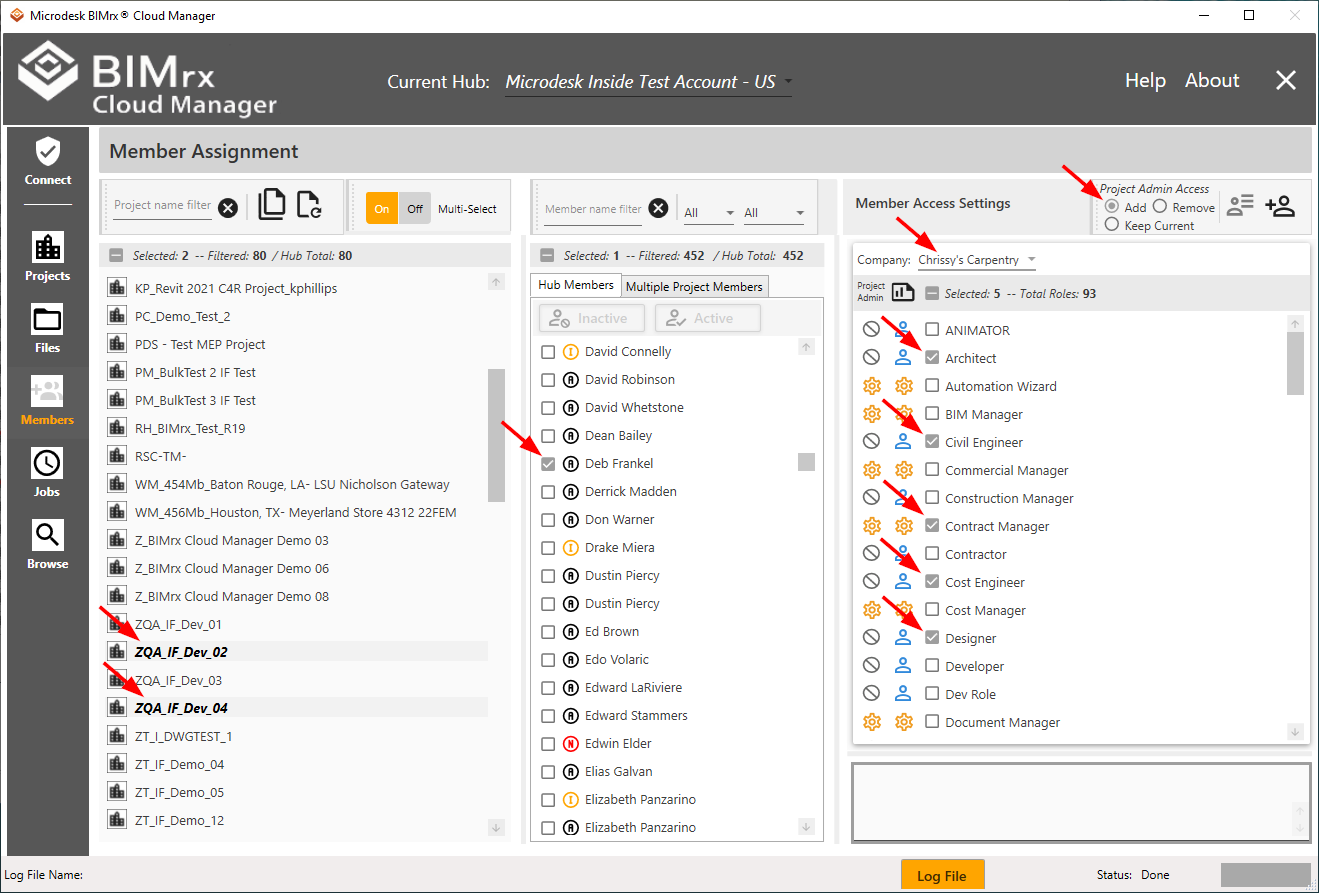 Microdesk BIMrx® Cloud Manager
BIMrx
Cloud Manager
Current Hub: Microdesk Inside Test Account - US
Help About
Connect
Projects
Files
Members
Jobs
Browse
Member Assignment
Project name filter
On Off Multi-Select
Selected: 2 -- Filtered: 80 / Hub Total: 80
KP_Revit 2021 C4R Project_kphillips
PC_Demo_Test_2
PDS - Test MEP Project
PM_BulkTest 2 IF Test
PM_BulkTest 3 IF Test
RH_BIMrx_Test_R19
RSC-TM-
WM_454Mb_Baton Rouge, LA- LSU Nicholson Gateway
WM_456Mb_Houston, TX- Meyerland Store 4312 22FEM
Z_BIMrx Cloud Manager Demo 03
Z_BIMrx Cloud Manager Demo 06
Z_BIMrx Cloud Manager Demo 08
ZQA_IF_Dev_01
ZQA_IF_Dev_02
ZQA_IF_Dev_03
ZQA_IF_Dev_04
ZT_I_DWGTEST_1
ZT_IF_Demo_04
ZT_IF_Demo_05
ZT_IF_Demo_12
Member name filter
All All
Selected: 1 -- Filtered: 452 / Hub Total: 452
Hub Members Multiple Project Members
Inactive Active
I David Connelly
A David Robinson
A David Whetstone
A Dean Bailey
A Deb Frankel
A Derrick Madden
A Don Warner
I Drake Miera
A Dustin Piercy
A Dustin Piercy
A Ed Brown
A Edo Volaric
A Edward LaRiviere
A Edward Stammers
N Edwin Elder
A Elias Galvan
I Elizabeth Panzarino
A Elizabeth Panzarino
Member Access Settings
Project Admin Access
Add Remove
Keep Current
Company: Chrissy's Carpentry
Project
Admin
Selected: 5 -- Total Roles: 93
ANIMATOR
Architect
Automation Wizard
BIM Manager
Civil Engineer
Commercial Manager
Construction Manager
Contract Manager
Contractor
Cost Engineer
Cost Manager
Designer
Developer
Dev Role
Document Manager
Log File Name:
Log File
Status: Done